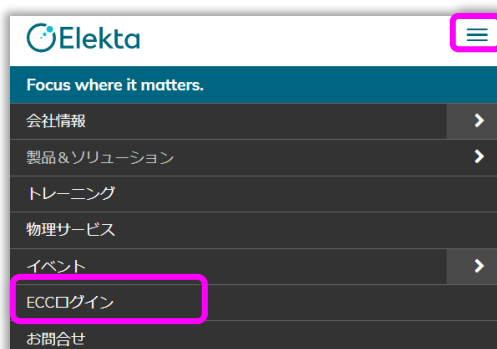 Elekta
Focus where it matters.
会社情報
製品＆ソリューション
トレーニング
物理サービス
イベント
ECCログイン
お問合せ